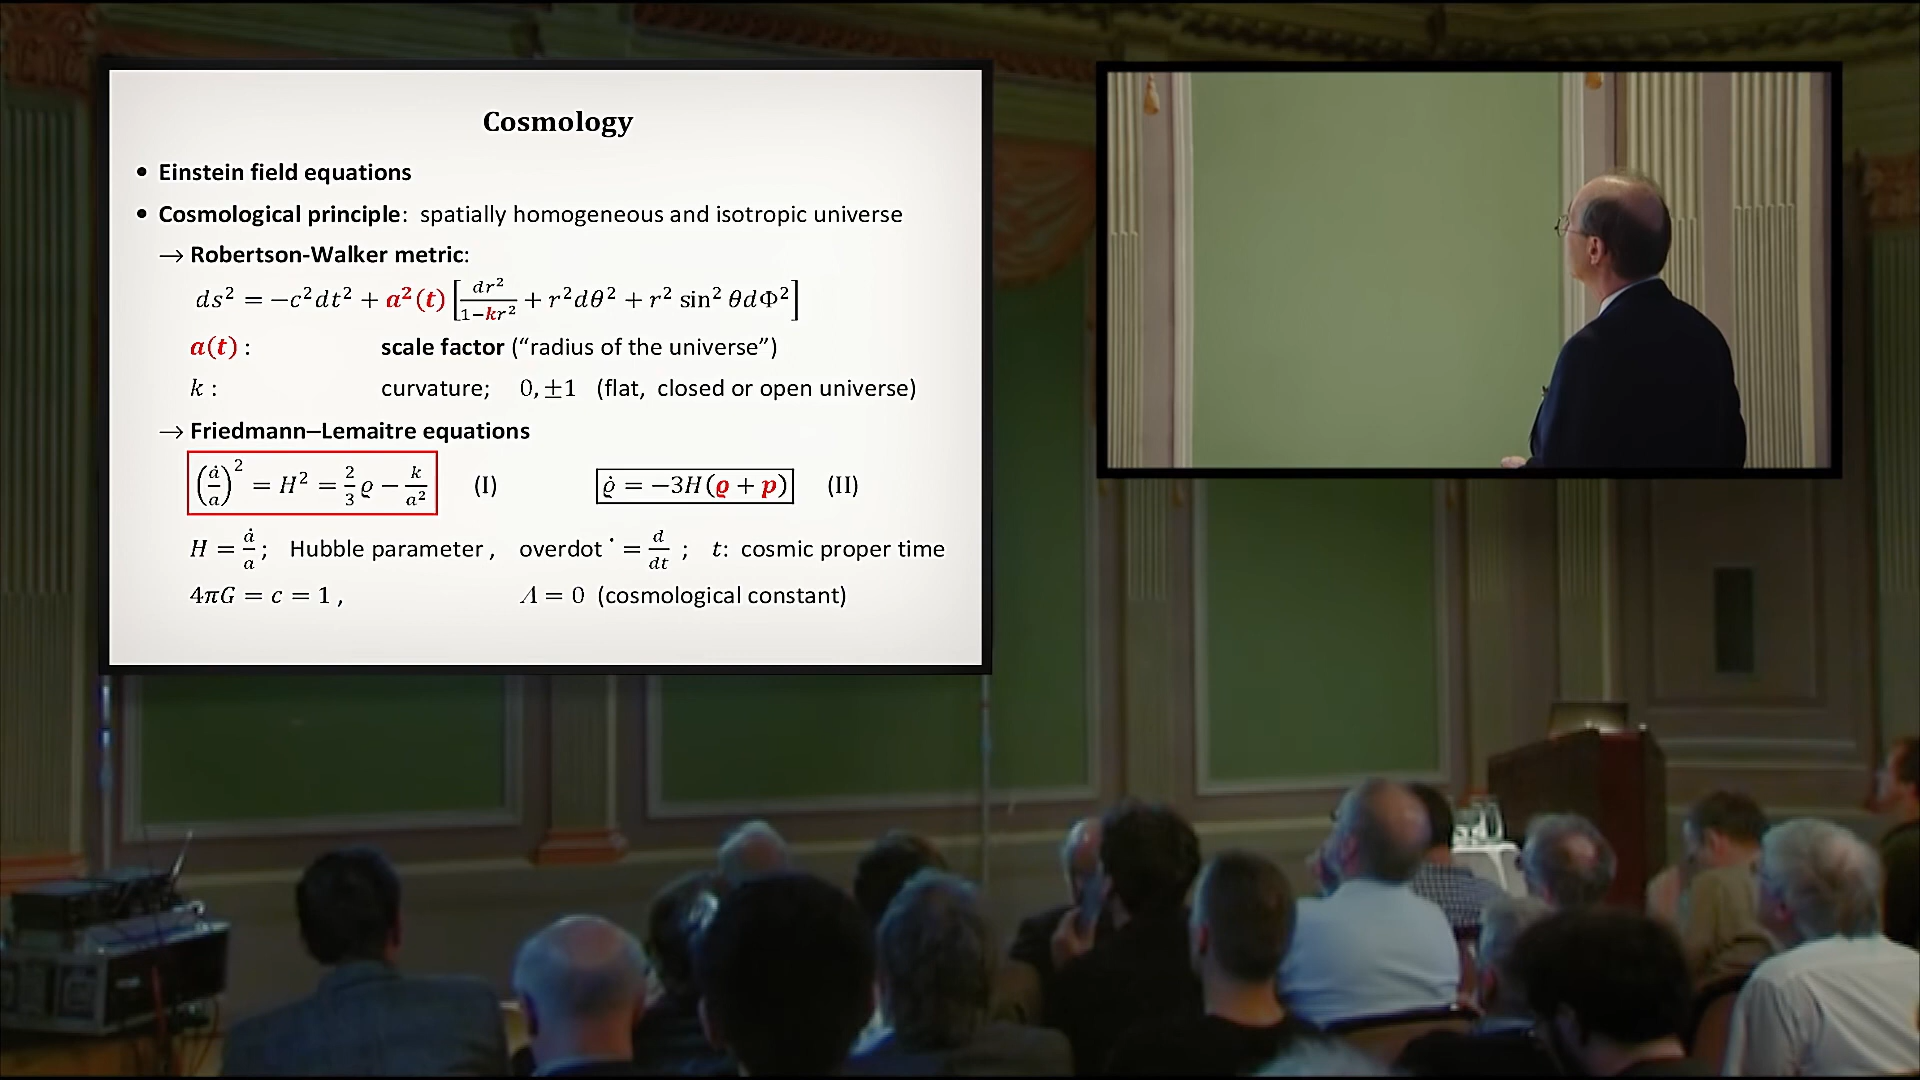 Cosmology
• Einstein field equations
• Cosmological principle: spatially homogeneous and isotropic universe
→ Robertson-Walker metric:
ds² = −c²dt² + a²(t) [dr²/(1−kr²) + r²dθ² + r² sin² θdΦ²]
a(t) : scale factor (“radius of the universe”)
k : curvature; 0, ±1 (flat, closed or open universe)
→ Friedmann–Lemaitre equations
(ȧ/a)² = H² = 2/3 ϱ − k/a² (I) ϱ̇ = −3H(ϱ + p) (II)
H = ȧ/a ; Hubble parameter , overdot ˙ = d/dt ; t: cosmic proper time
4πG = c = 1 , Λ = 0 (cosmological constant)